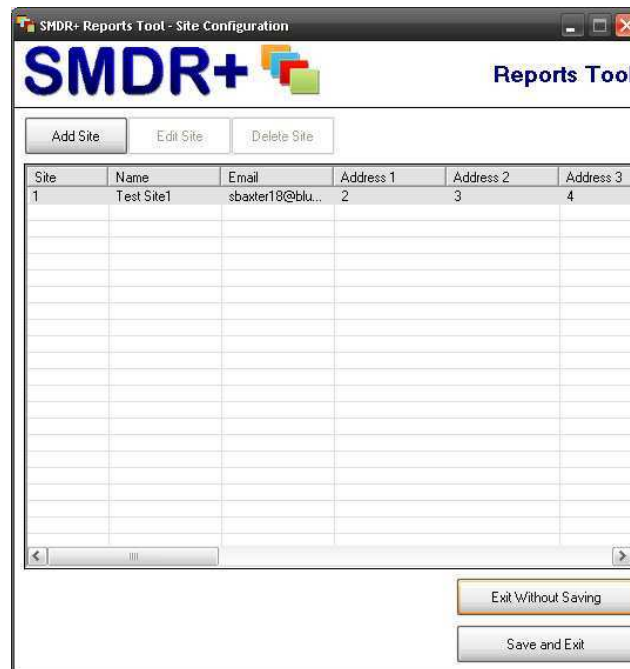 SMDR+ Reports Tool - Site Configuration
SMDR+
Reports Tool
Add Site Edit Site Delete Site
Site Name Email Address 1 Address 2 Address 3
1 Test Site1 sbaxter18@blu... 2 3 4
Exit Without Saving
Save and Exit